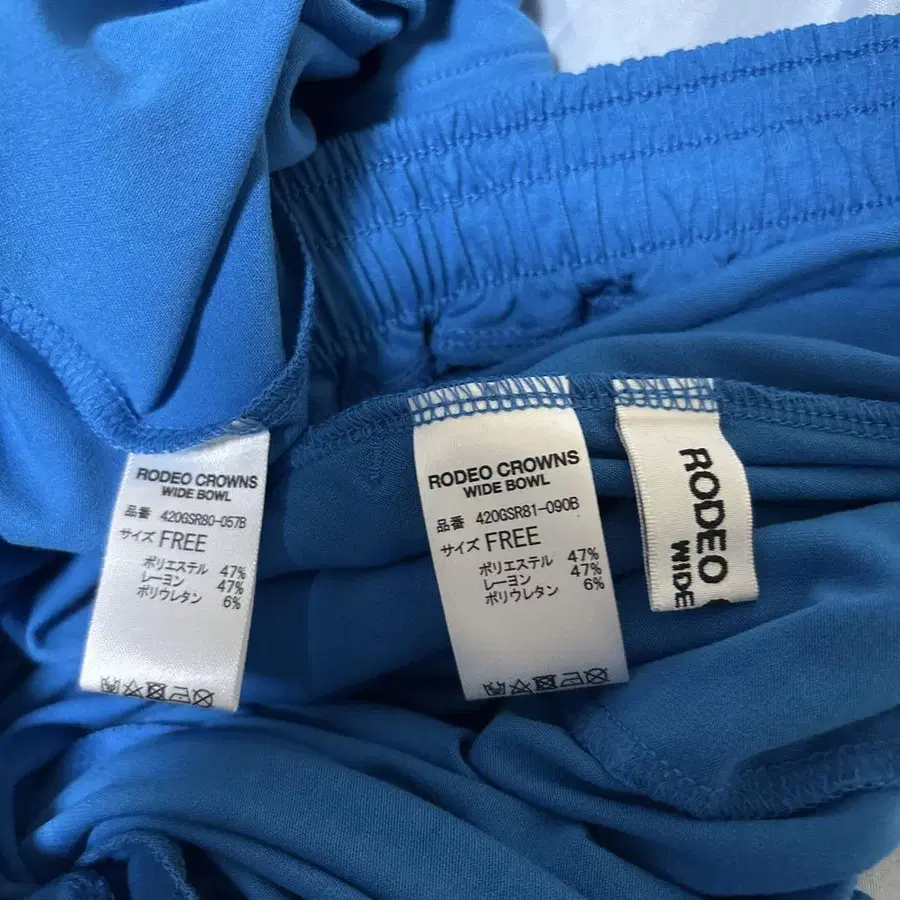 RODEO CROWNS
WIDE BOWL
品番 420GSR80-057B
サイズ FREE
ポリエステル 47%
レーヨン 47%
ポリウレタン 6%
RODEO CROWNS
WIDE BOWL
品番 420GSR81-090B
サイズ FREE
ポリエステル 47%
レーヨン 47%
ポリウレタン 6%
RODEO
WIDE